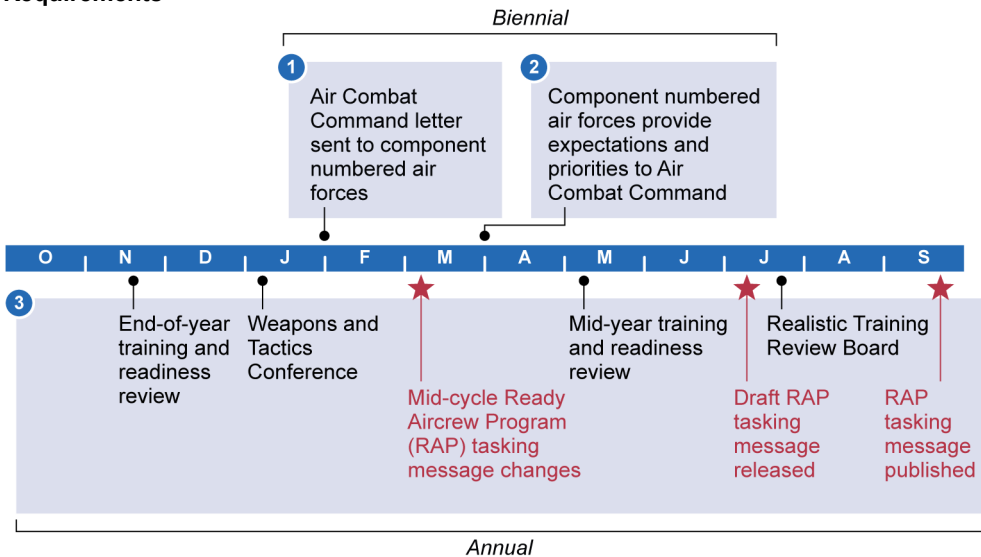 Requirements
Biennial
1
Air Combat
Command letter
sent to component
numbered air
forces
2
Component numbered
air forces provide
expectations and
priorities to Air
Combat Command
O N D J F M A M J J A S
3
End-of-year
training and
readiness
review
Weapons and
Tactics
Conference
Mid-cycle Ready
Aircrew Program
(RAP) tasking
message changes
Mid-year training
and readiness
review
Draft RAP
tasking
message
released
Realistic Training
Review Board
RAP
tasking
message
published
Annual